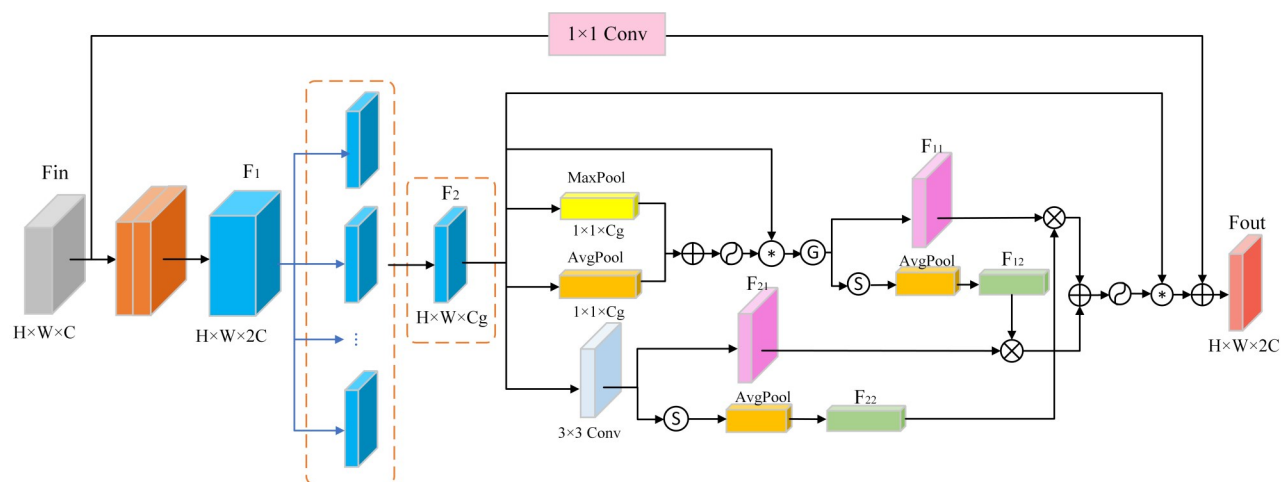 1×1 Conv
Fin
H×W×C
F₁
H×W×2C
⋮
F₂
H×W×Cg
MaxPool
1×1×Cg
AvgPool
1×1×Cg
3×3 Conv
*
G
F₁₁
S
AvgPool
F₁₂
F₂₁
S
AvgPool
F₂₂
*
Fout
H×W×2C